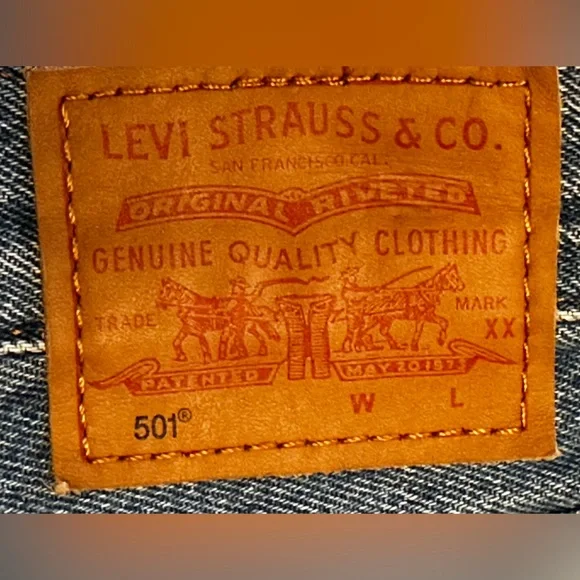 LEVI STRAUSS & CO.
SAN FRANCISCO CAL.
ORIGINAL RIVETED
GENUINE QUALITY CLOTHING
TRADE MARK
XX
PATENTED MAY 20 1873
501® W L